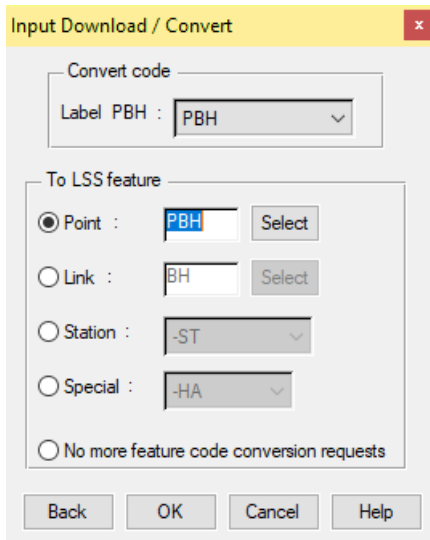 Input Download / Convert x
Convert code
Label PBH : PBH
To LSS feature
Point : PBH Select
Link : BH Select
Station : -ST
Special : -HA
No more feature code conversion requests
Back OK Cancel Help